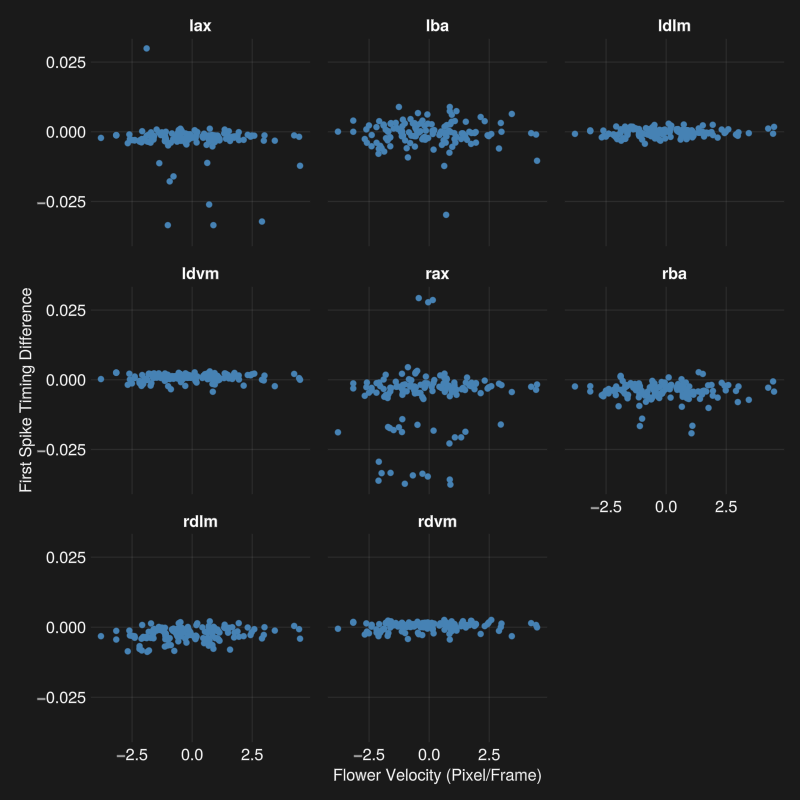 lax lba ldlm
0.025
0.000
−0.025
ldvm rax rba
0.025
0.000
−0.025
−2.5 0.0 2.5
rdlm rdvm
0.025
0.000
−0.025
−2.5 0.0 2.5 −2.5 0.0 2.5
Flower Velocity (Pixel/Frame)
First Spike Timing Difference